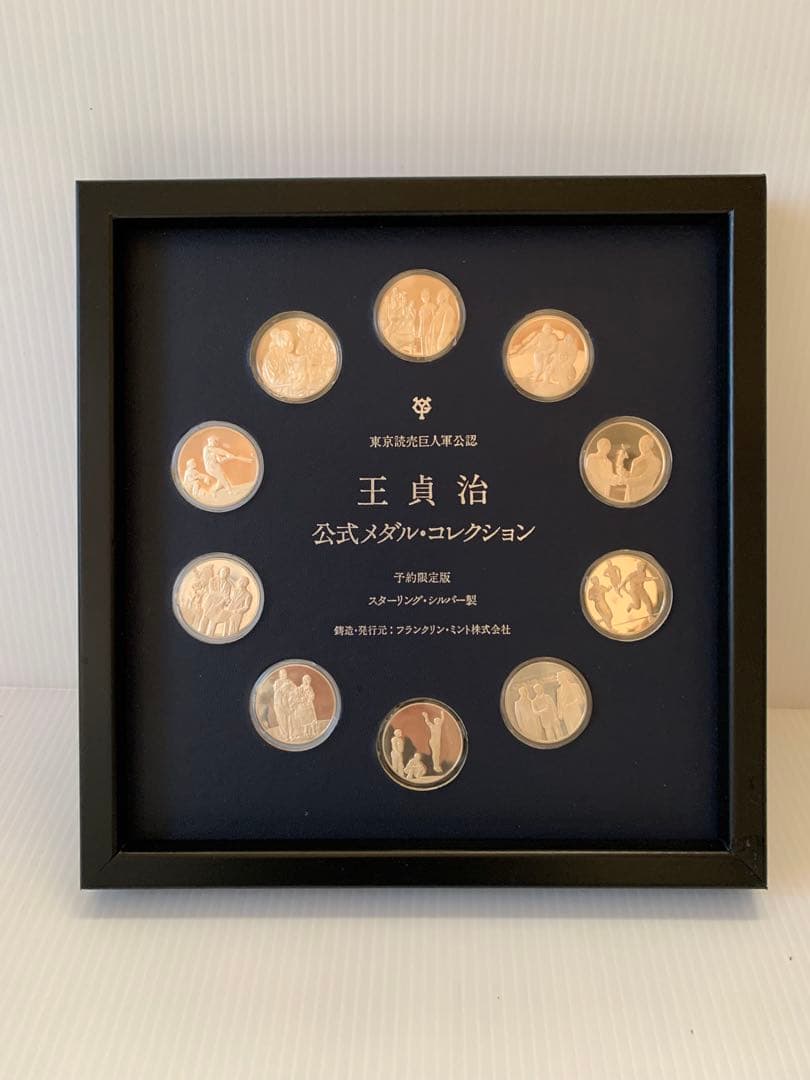 東京読売巨人軍公認
王貞治
公式メダル・コレクション
予約限定版
スターリング・シルバー製
鋳造・発行元：フランクリン・ミント株式会社